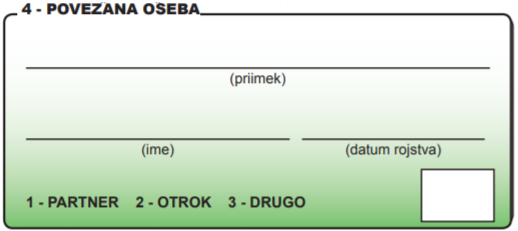 4 - POVEZANA OSEBA
(priimek)
(ime) (datum rojstva)
1 - PARTNER 2 - OTROK 3 - DRUGO